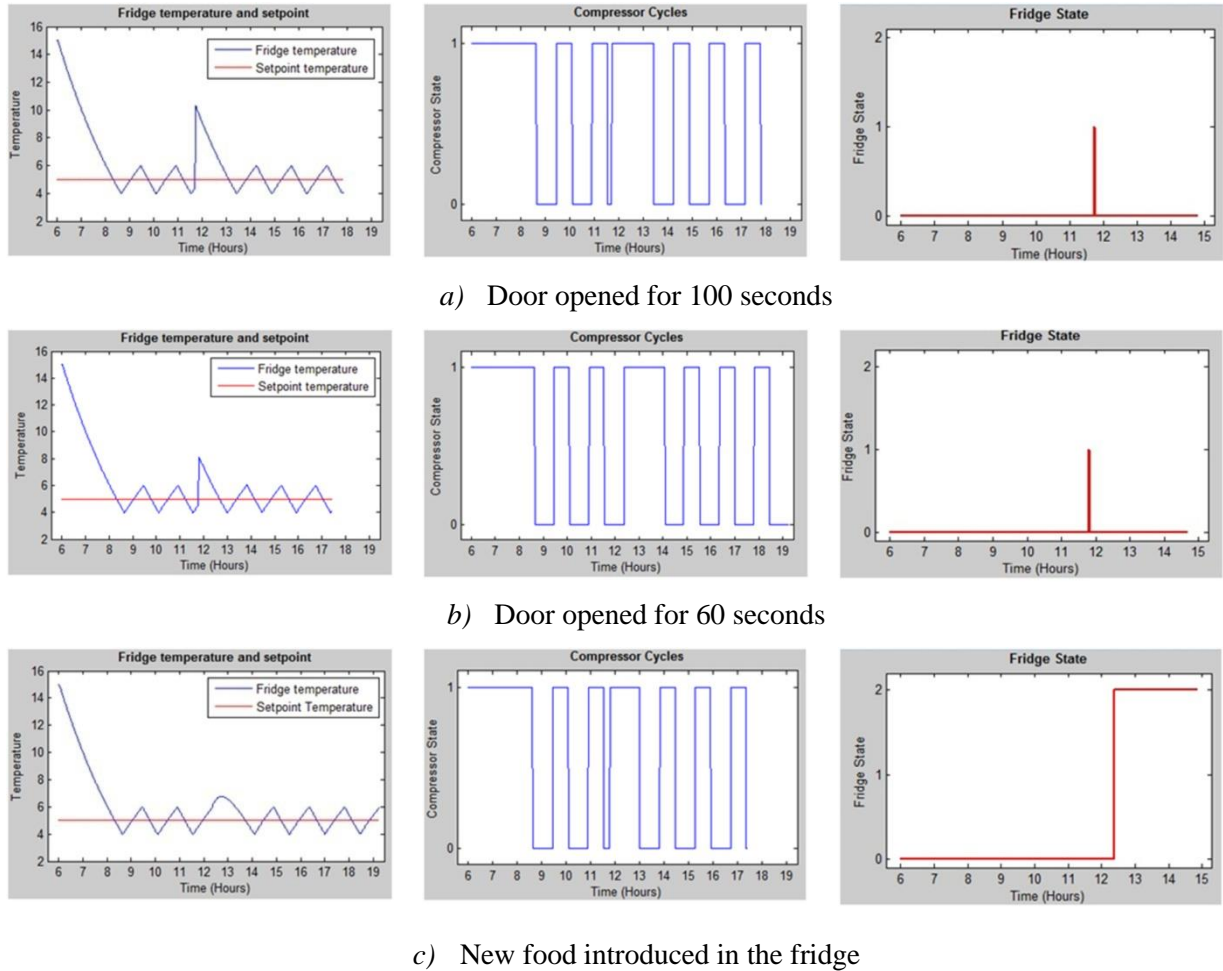 Fridge temperature and setpoint
16
14
12
10
8
6
4
2
Temperature
Fridge temperature
Setpoint temperature
6 7 8 9 10 11 12 13 14 15 16 17 18 19
Time (Hours)
Compressor Cycles
1
0
Compressor State
6 7 8 9 10 11 12 13 14 15 16 17 18 19
Time (Hours)
Fridge State
2
1
0
Fridge State
6 7 8 9 10 11 12 13 14 15
Time (Hours)
a) Door opened for 100 seconds
Fridge temperature and setpoint
16
14
12
10
8
6
4
2
Temperature
Fridge temperature
Setpoint temperature
6 7 8 9 10 11 12 13 14 15 16 17 18 19
Time (Hours)
Compressor Cycles
1
0
Compressor State
6 7 8 9 10 11 12 13 14 15 16 17 18 19
Time (Hours)
Fridge State
2
1
0
Fridge State
6 7 8 9 10 11 12 13 14 15
Time (Hours)
b) Door opened for 60 seconds
Fridge temperature and setpoint
16
14
12
10
8
6
4
2
Temperature
Fridge temperature
Setpoint Temperature
6 7 8 9 10 11 12 13 14 15 16 17 18 19
Time (Hours)
Compressor Cycles
1
0
Compressor State
6 7 8 9 10 11 12 13 14 15 16 17 18 19
Time (Hours)
Fridge State
2
1
0
Fridge State
6 7 8 9 10 11 12 13 14 15
Time (Hours)
c) New food introduced in the fridge